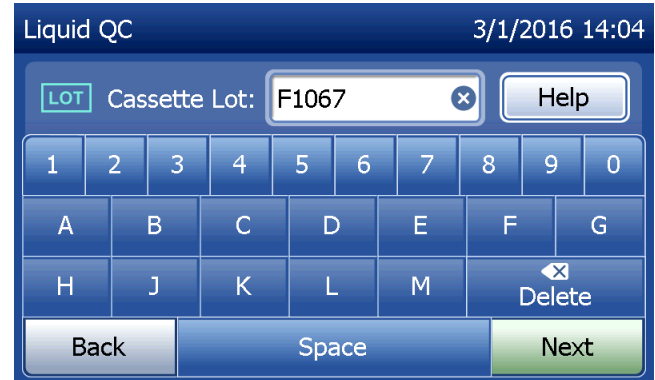 Liquid QC 3/1/2016 14:04
LOT Cassette Lot: F1067 Help
1 2 3 4 5 6 7 8 9 0
A B C D E F G
H J K L M Delete
Back Space Next